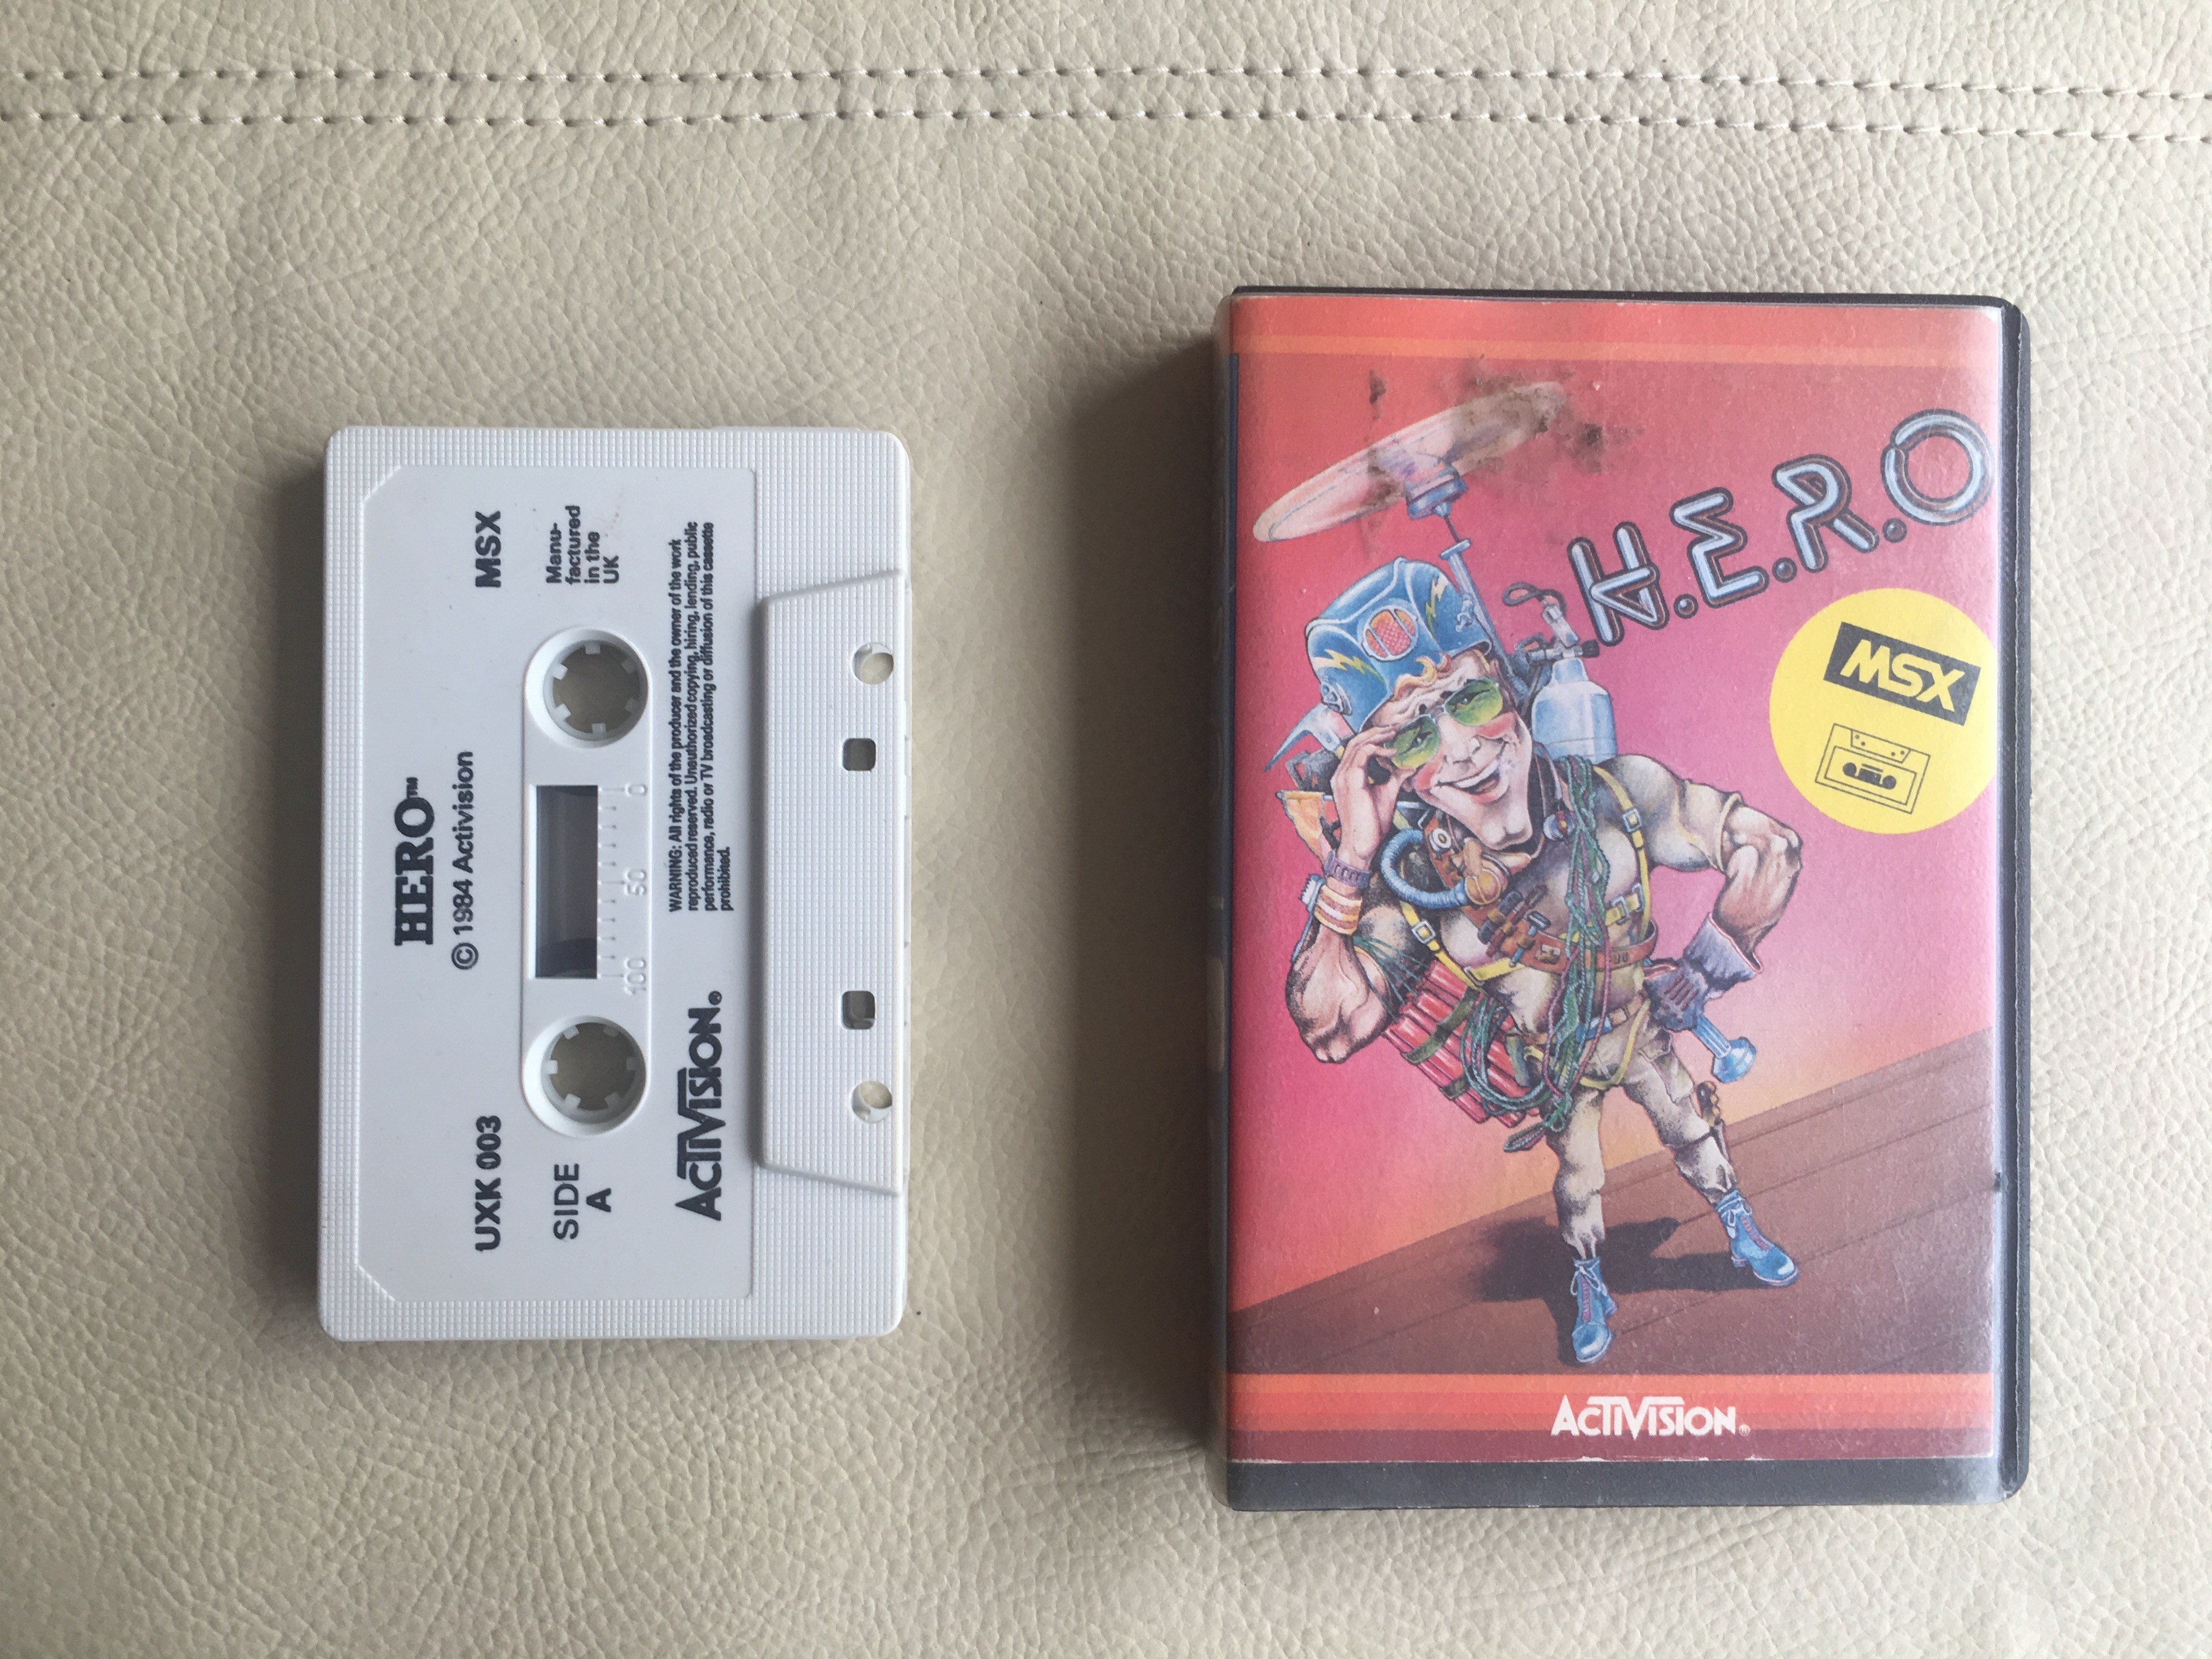 HERO™
© 1984 Activision
UXK 003
MSX
SIDE
A
Manu-
factured
in the
UK
100
50
0
ACTIVISION®
WARNING: All rights of the producer and the owner of the work
reproduced reserved. Unauthorized copying, hiring, lending, public
performance, radio or TV broadcasting or diffusion of this cassette
prohibited.
H.E.R.O
MSX
ACTIVISION®